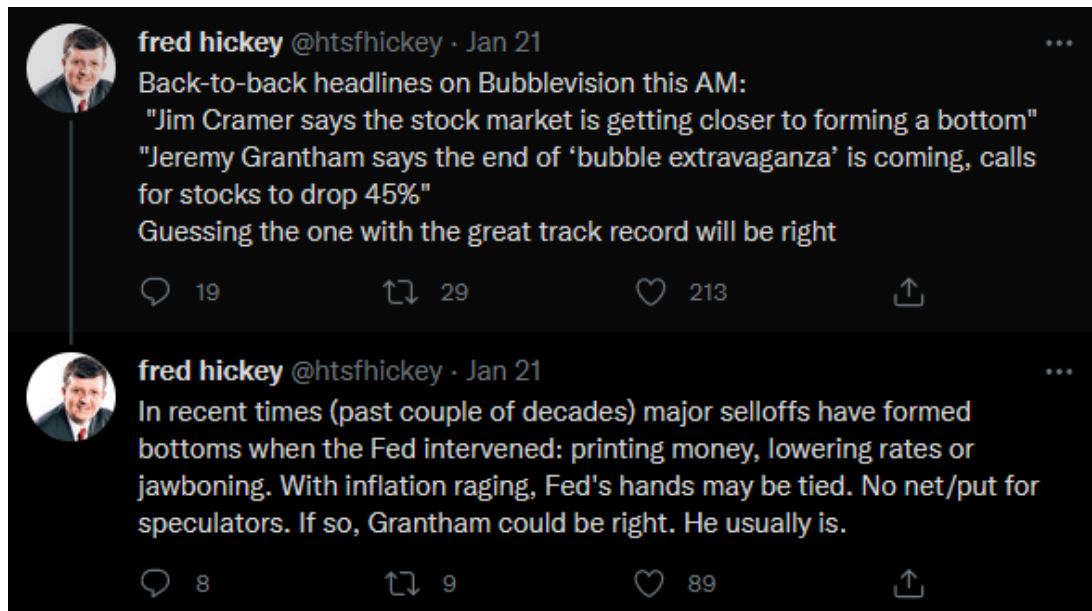 fred hickey @htsfhickey · Jan 21
Back-to-back headlines on Bubblevision this AM:
"Jim Cramer says the stock market is getting closer to forming a bottom"
"Jeremy Grantham says the end of ‘bubble extravaganza’ is coming, calls
for stocks to drop 45%"
Guessing the one with the great track record will be right
19 29 213
fred hickey @htsfhickey · Jan 21
In recent times (past couple of decades) major selloffs have formed
bottoms when the Fed intervened: printing money, lowering rates or
jawboning. With inflation raging, Fed's hands may be tied. No net/put for
speculators. If so, Grantham could be right. He usually is.
8 9 89